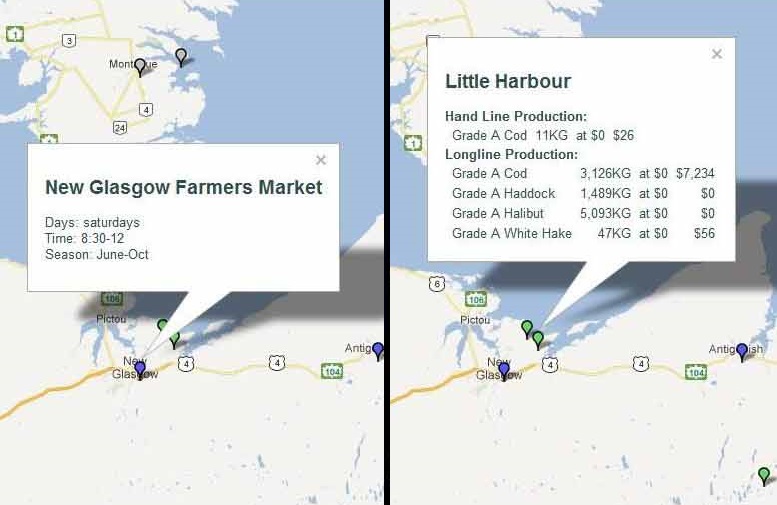 1
3
Montague
4
24
×
New Glasgow Farmers Market
Days: saturdays
Time: 8:30-12
Season: June-Oct
106
Pictou
New
Glasgow
4
4
104
×
Little Harbour
Hand Line Production:
Grade A Cod 11KG at $0 $26
Longline Production:
Grade A Cod 3,126KG at $0 $7,234
Grade A Haddock 1,489KG at $0 $0
Grade A Halibut 5,093KG at $0 $0
Grade A White Hake 47KG at $0 $56
1
6
106
Pictou
New
Glasgow
4
4
104
Antigonish